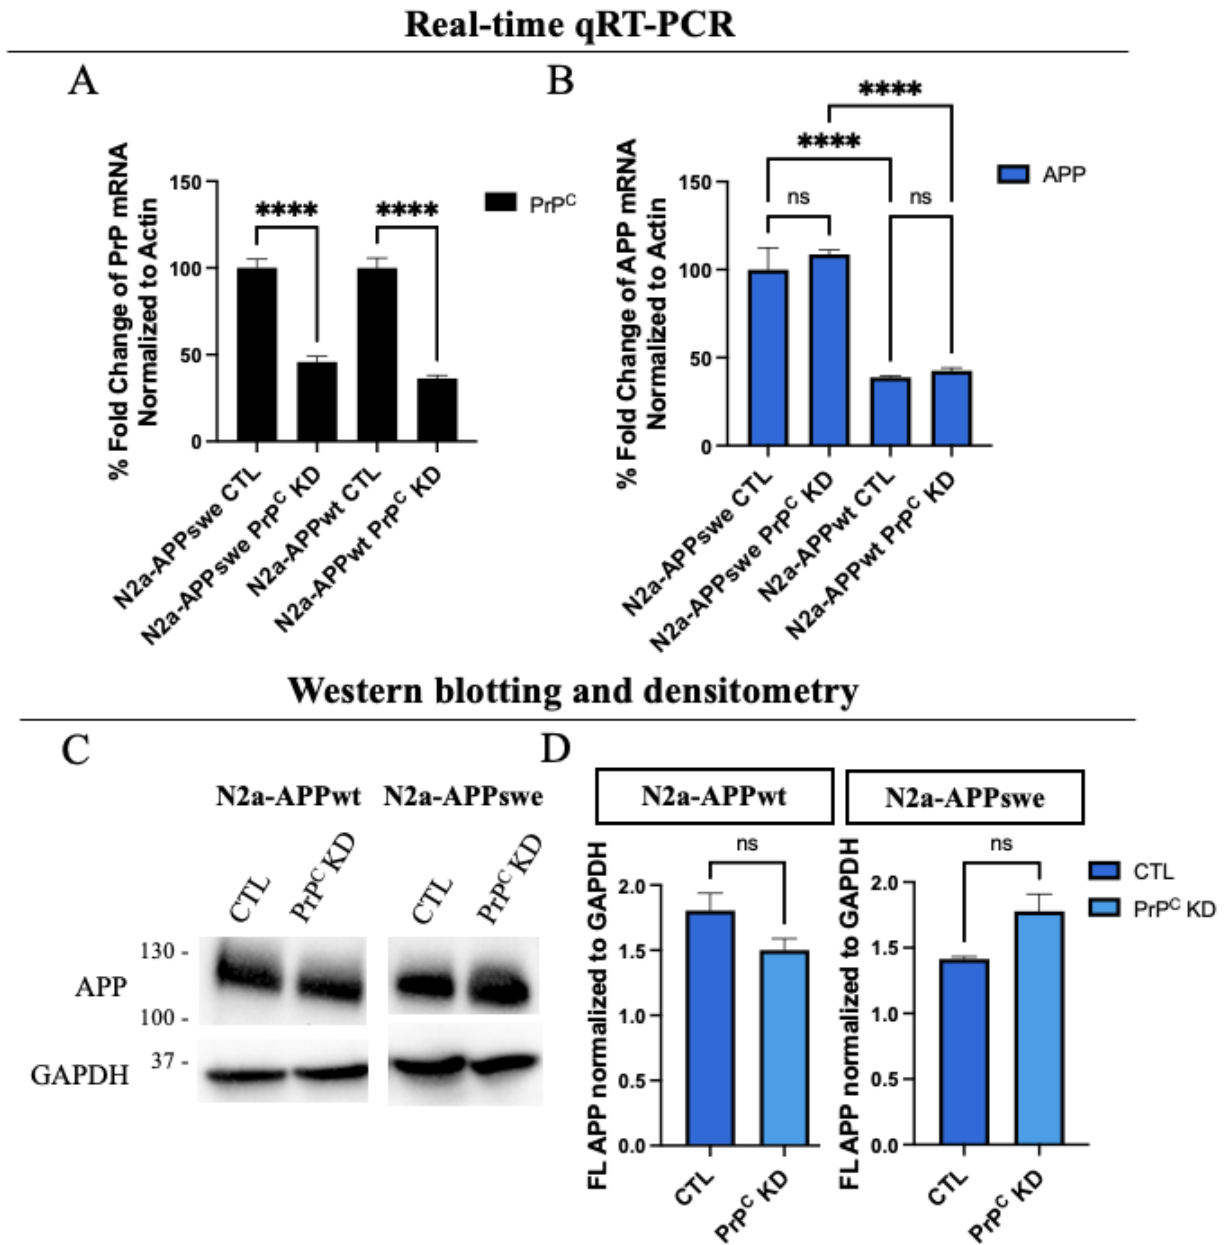 Real-time qRT-PCR
A
% Fold Change of PrP mRNA
Normalized to Actin
150
100
50
0
****
****
PrPC
N2a-APPswe CTL
N2a-APPswe PrPC KD
N2a-APPwt CTL
N2a-APPwt PrPC KD
B
% Fold Change of APP mRNA
Normalized to Actin
150
100
50
0
****
****
ns
ns
APP
N2a-APPswe CTL
N2a-APPswe PrPC KD
N2a-APPwt CTL
N2a-APPwt PrPC KD
Western blotting and densitometry
C
N2a-APPwt
N2a-APPswe
CTL
PrPC KD
CTL
PrPC KD
130 -
APP
100 -
37 -
GAPDH
D
N2a-APPwt
FL APP normalized to GAPDH
ns
2.0
1.5
1.0
0.5
0.0
CTL
PrPC KD
N2a-APPswe
FL APP normalized to GAPDH
ns
2.0
1.5
1.0
0.5
0.0
CTL
PrPC KD
CTL
PrPC KD